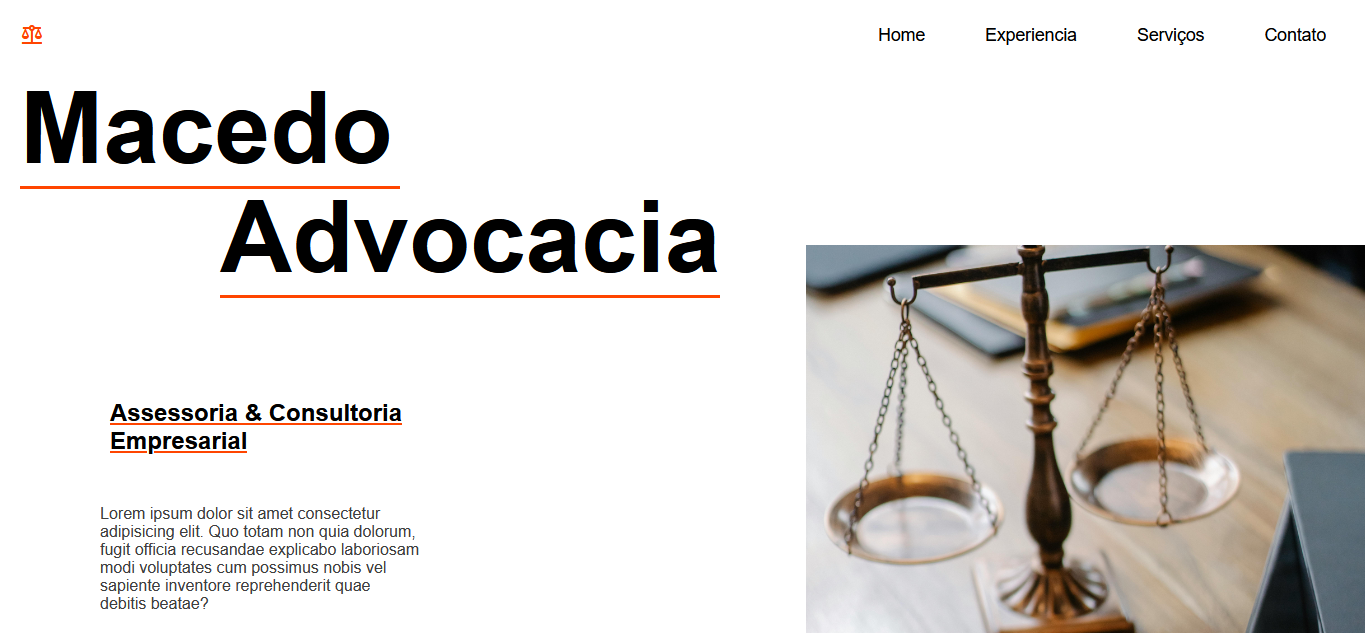 Home Experiencia Serviços Contato
Macedo
Advocacia
Assessoria & Consultoria
Empresarial
Lorem ipsum dolor sit amet consectetur
adipisicing elit. Quo totam non quia dolorum,
fugit officia recusandae explicabo laboriosam
modi voluptates cum possimus nobis vel
sapiente inventore reprehenderit quae
debitis beatae?